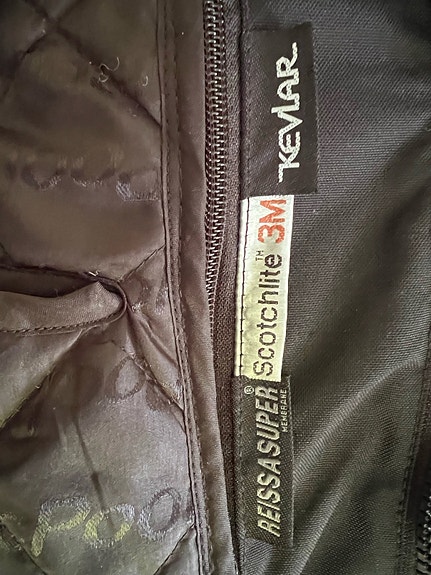 KEVLAR
Scotchlite™ 3M
REISSA SUPER®
MEMBRANE